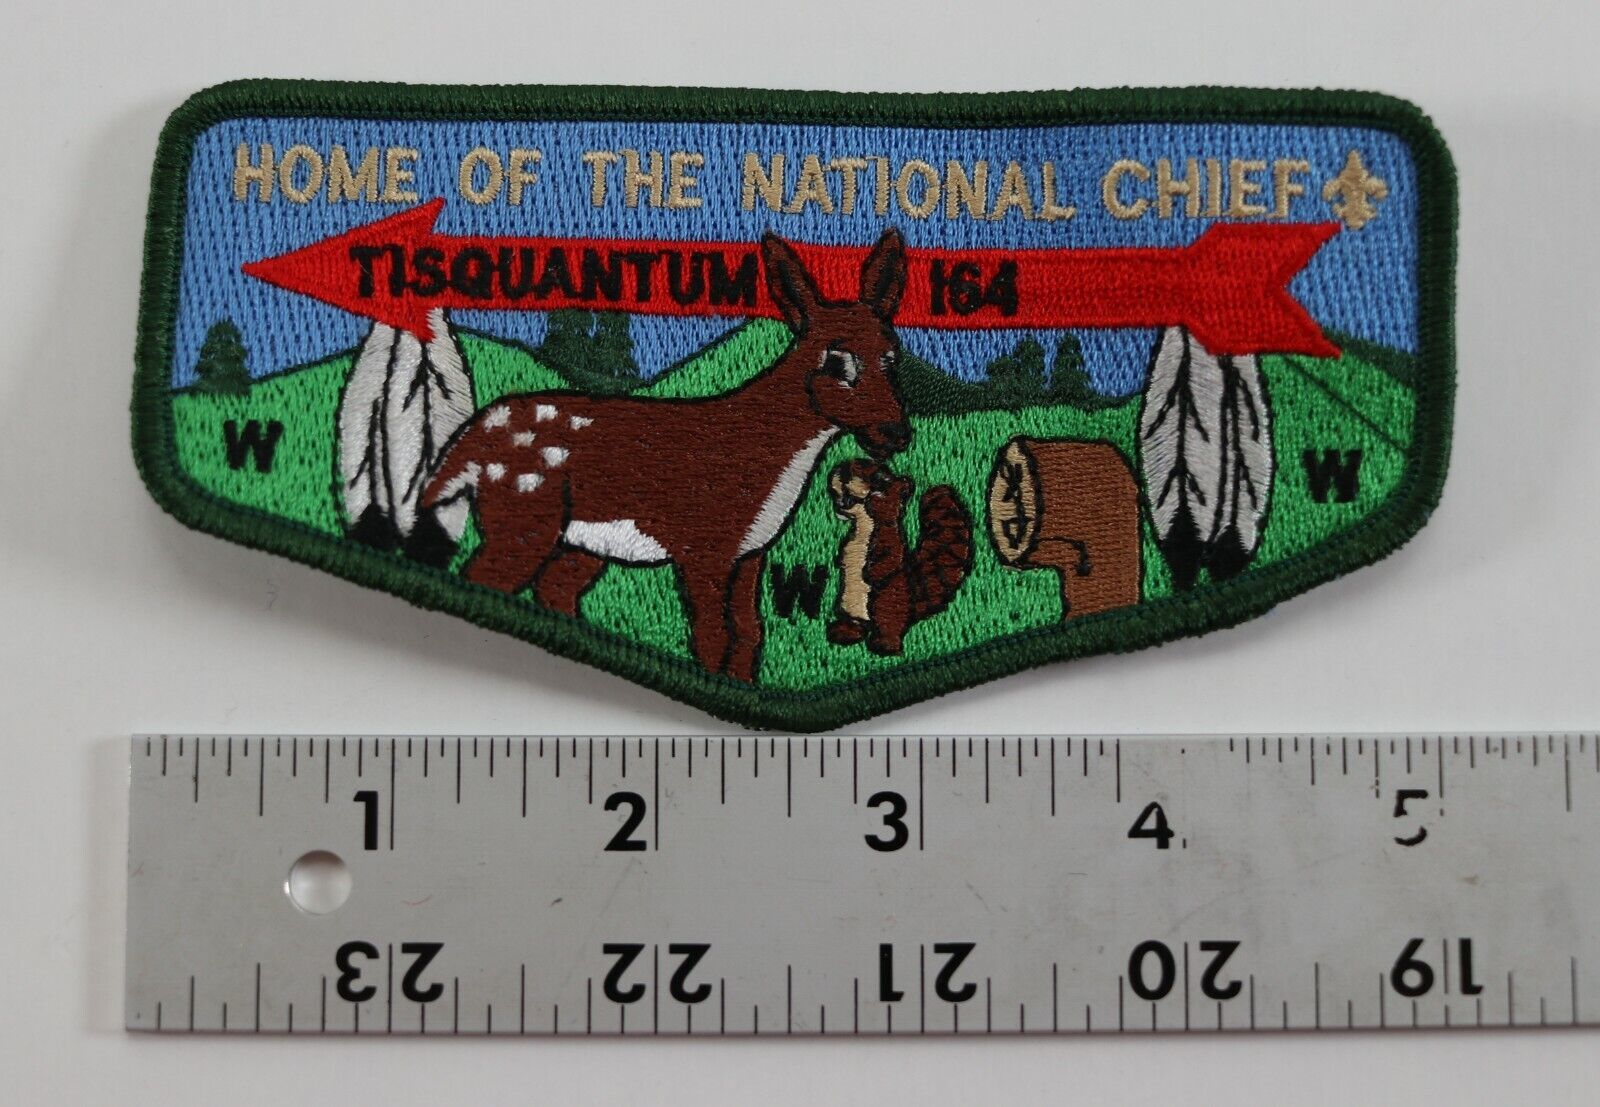 HOME OF THE NATIONAL CHIEF
TISQUANTUM 164
W W
W
1 2 3 4 5
23 22 21 20 19